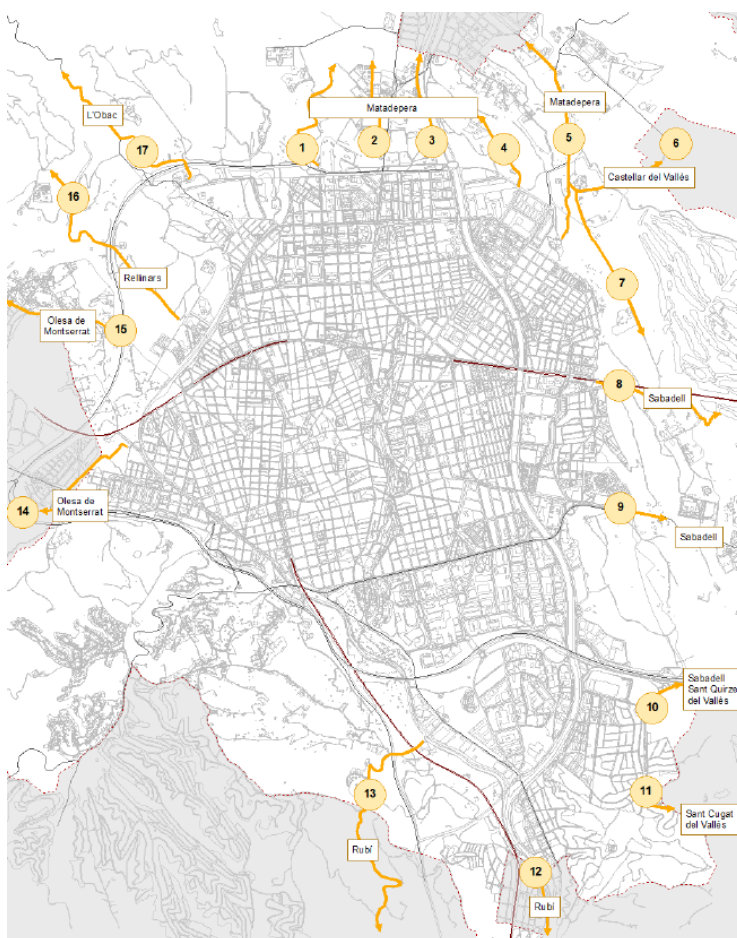 L'Obac
17
1
2
3
Matadepera
4
Matadepera
5
6
Castellar del Vallés
16
Rellinars
7
Olesa de
Montserrat
15
8
Sabadell
14
Olesa de
Montserrat
9
Sabadell
Sabadell
Sant Quirze
del Vallès
10
11
Sant Cugat
del Vallès
13
Rubí
12
Rubí